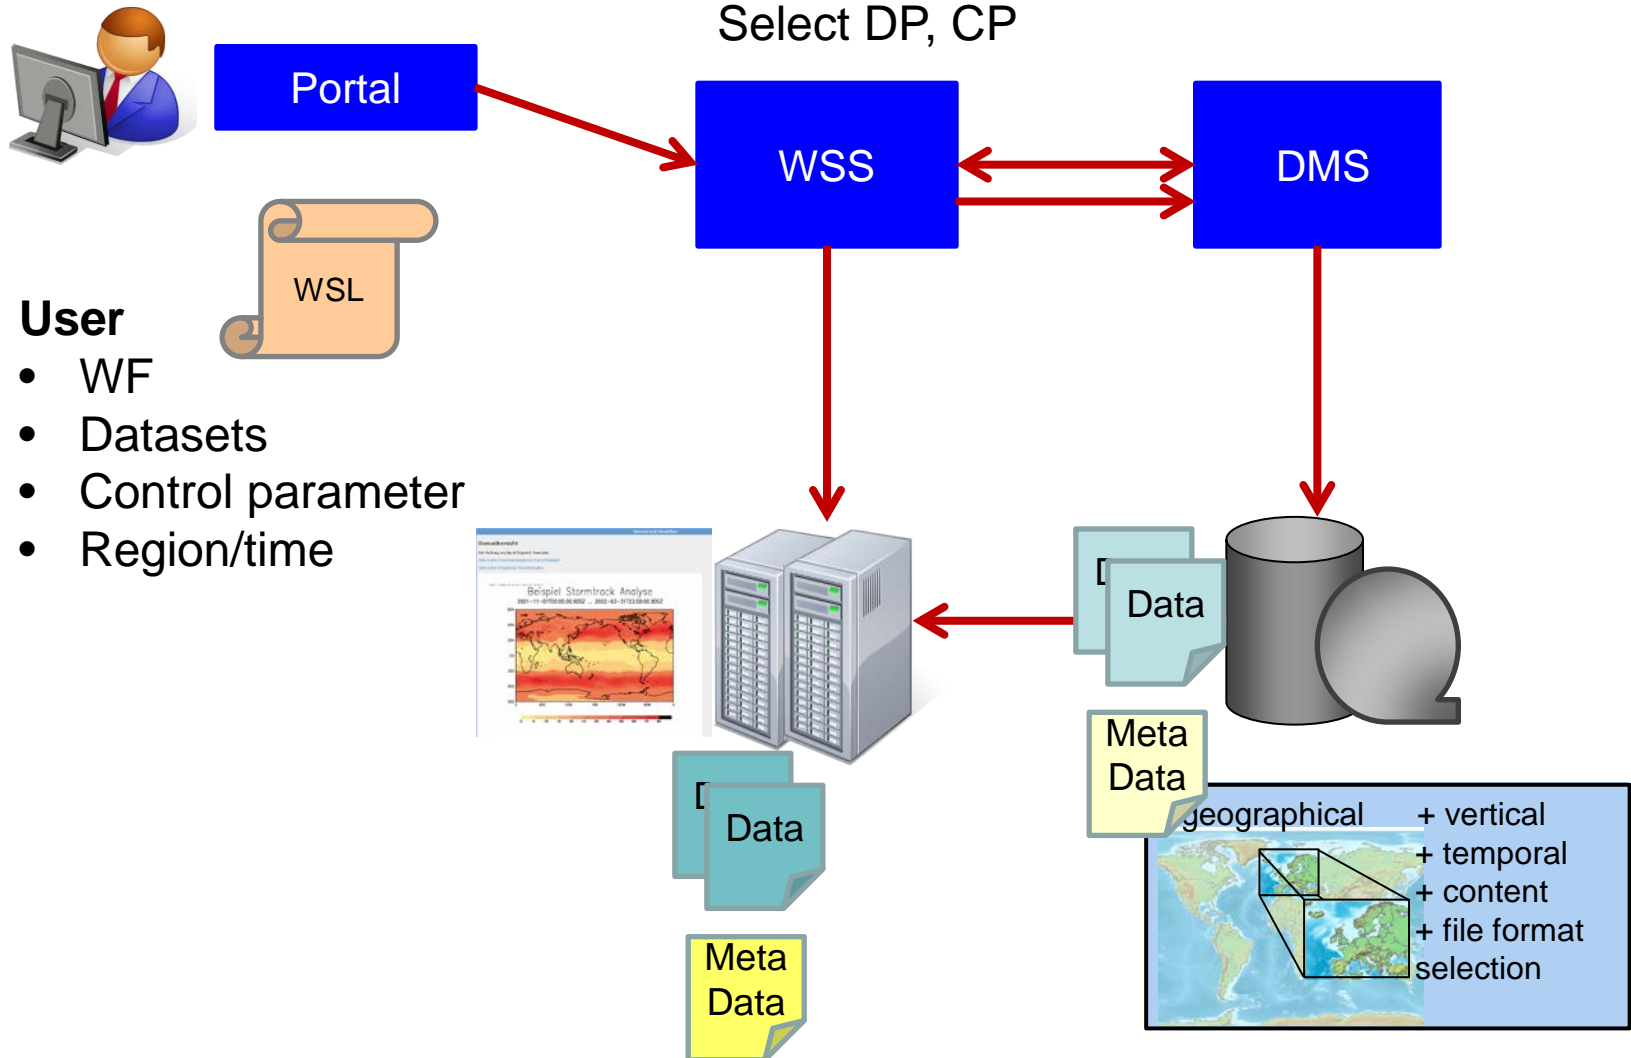 Select DP, CP
Portal
WSS
DMS
WSL
User
• WF
• Datasets
• Control parameter
• Region/time
Beispiel Stormtrack Analyse
D
Data
Meta
Data
D
Data
Meta
Data
geographical
+ vertical
+ temporal
+ content
+ file format
selection